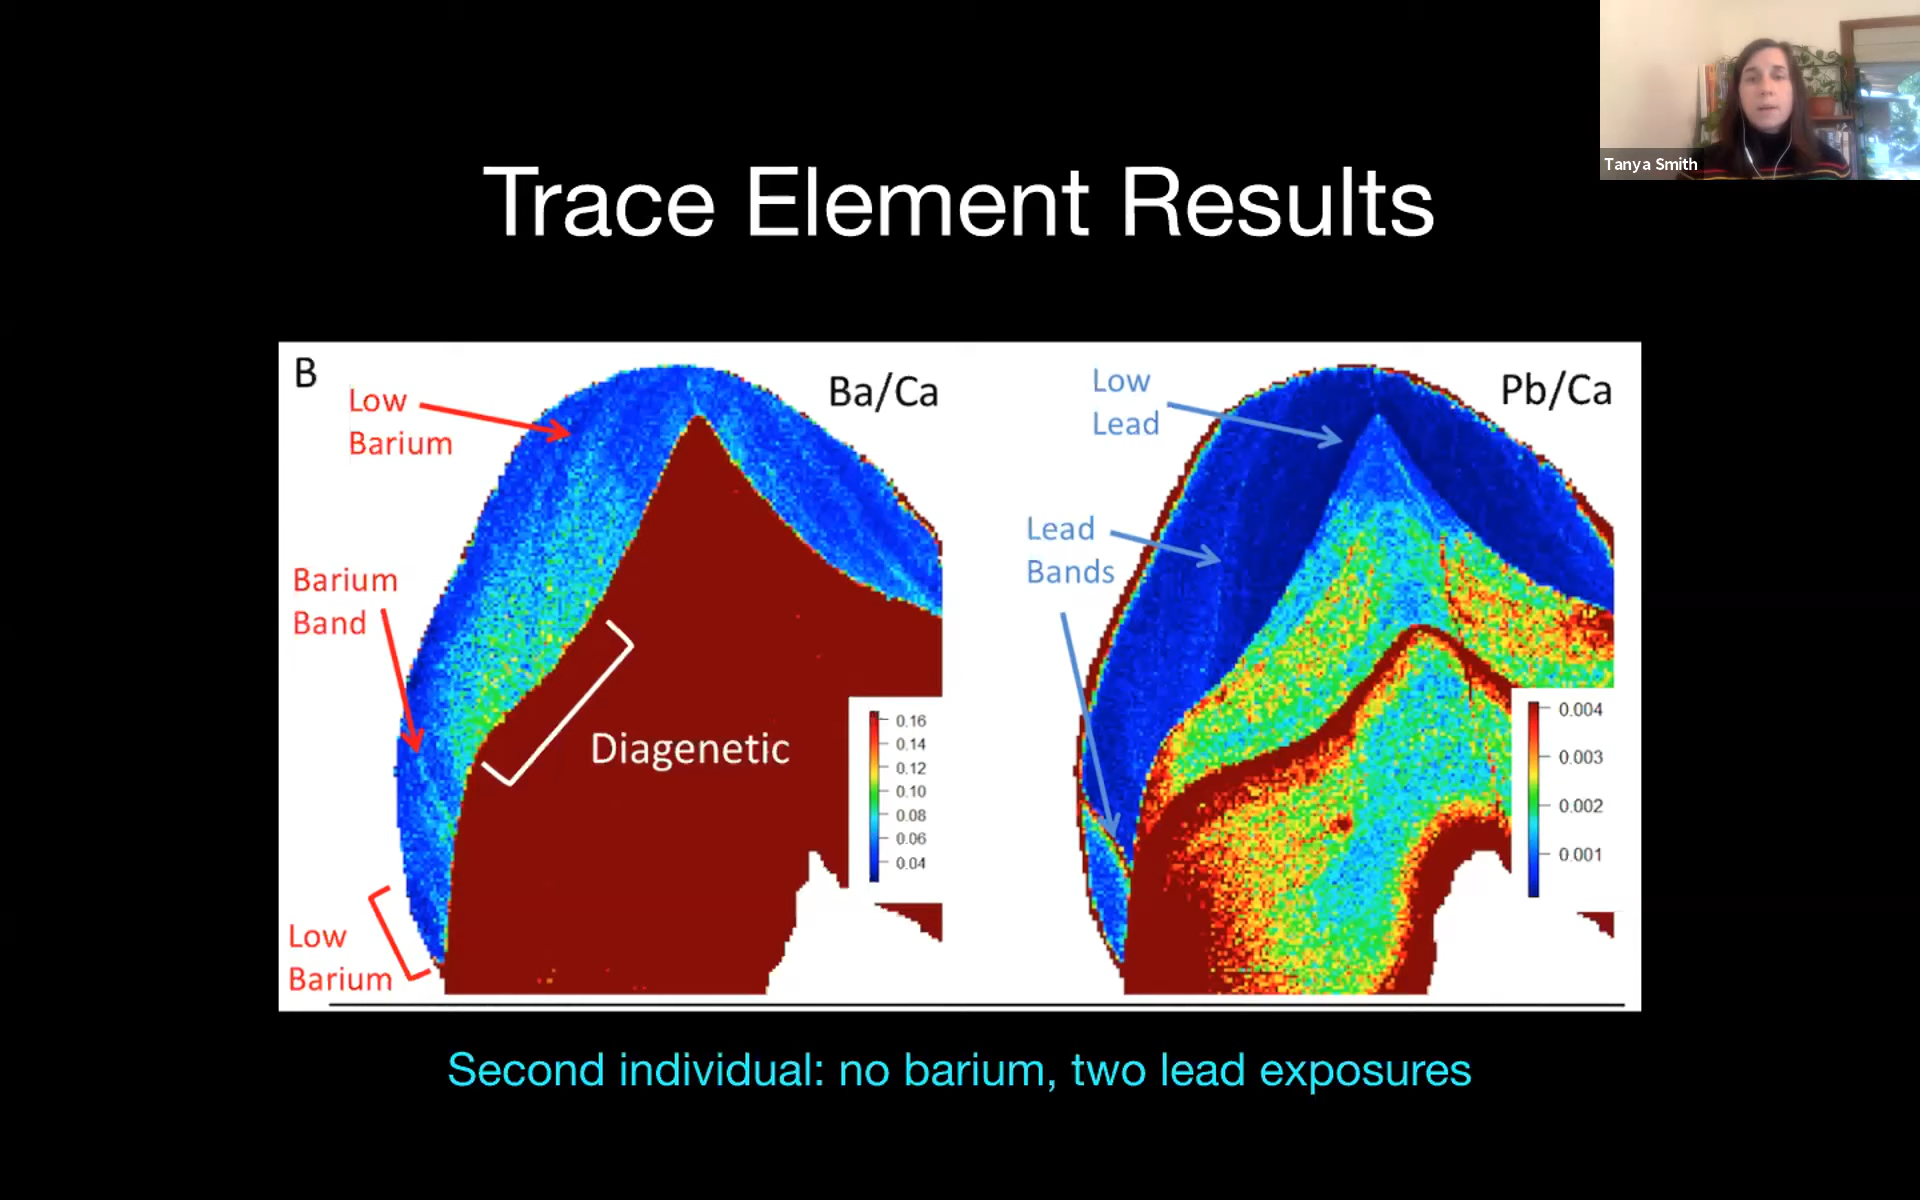 Tanya Smith
Trace Element Results
B
Low
Barium
Ba/Ca
Barium
Band
Diagenetic
Low
Barium
0.16
0.14
0.12
0.10
0.08
0.06
0.04
Low
Lead
Pb/Ca
Lead
Bands
0.004
0.003
0.002
0.001
Second individual: no barium, two lead exposures